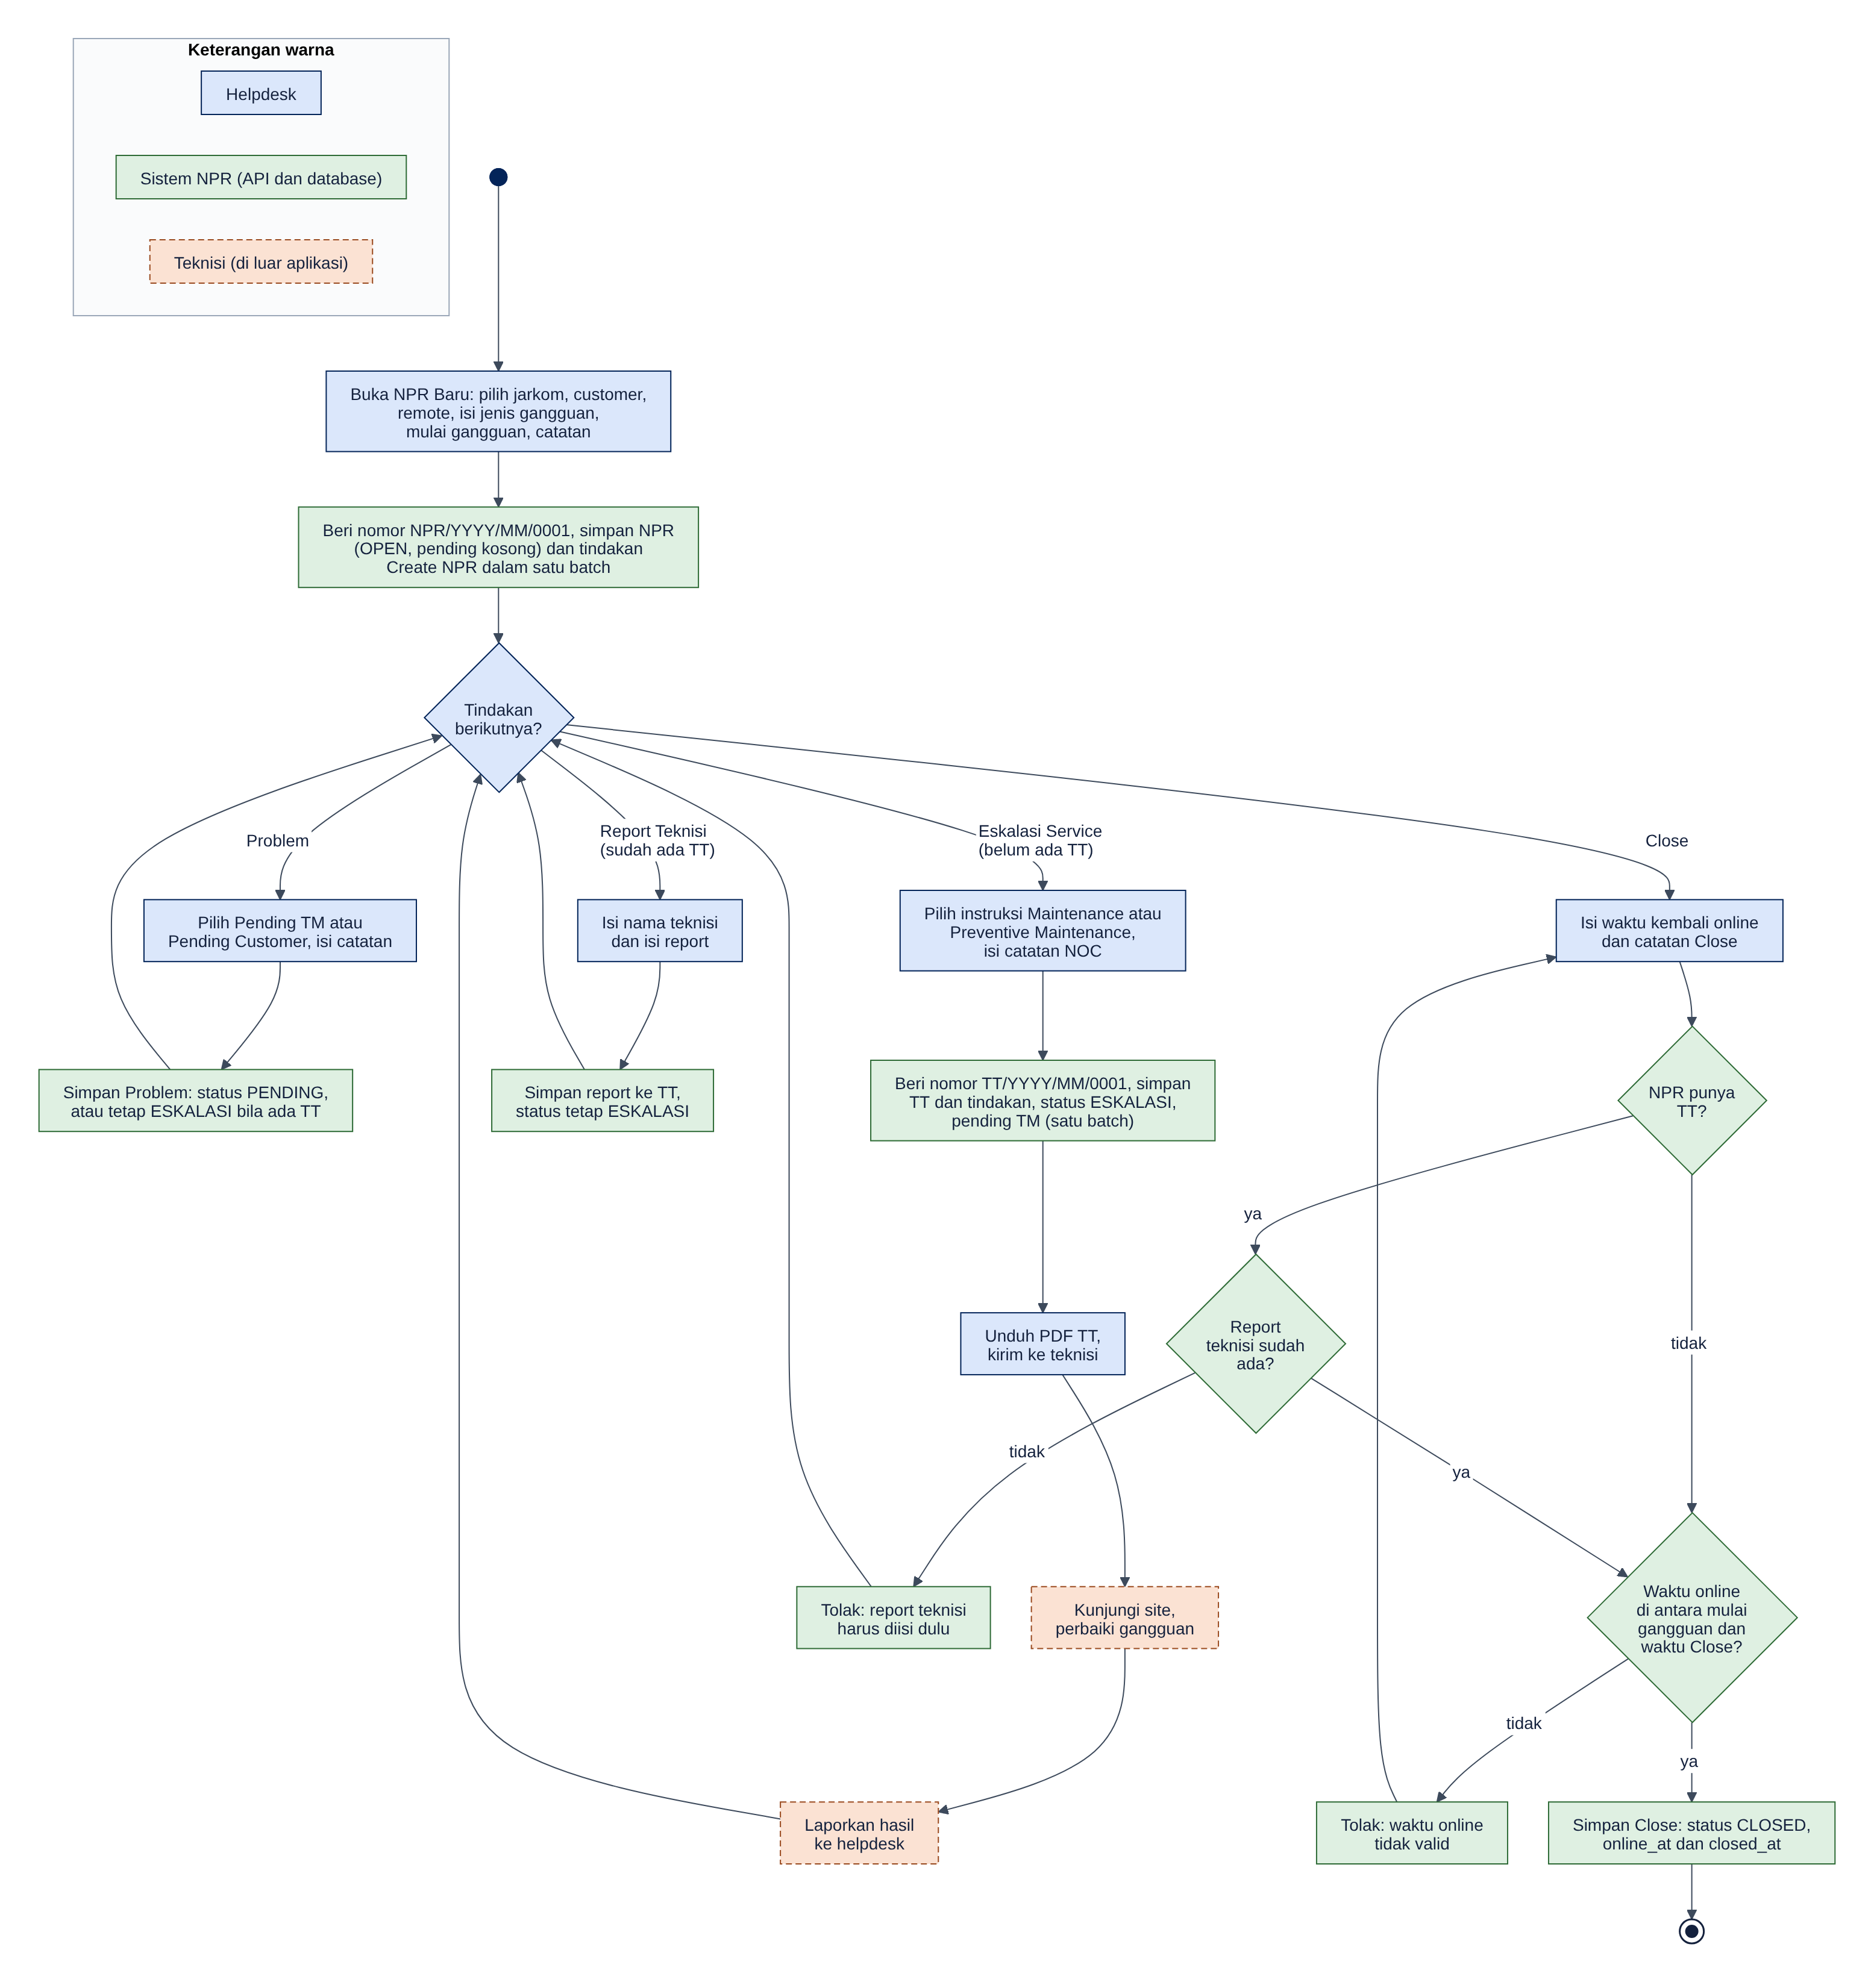 Keterangan warna
Helpdesk
Sistem NPR (API dan database)
Teknisi (di luar aplikasi)
Buka NPR Baru: pilih jarkom, customer,
remote, isi jenis gangguan,
mulai gangguan, catatan
Beri nomor NPR/YYYY/MM/0001, simpan NPR
(OPEN, pending kosong) dan tindakan
Create NPR dalam satu batch
Tindakan
berikutnya?
Problem
Report Teknisi
(sudah ada TT)
Eskalasi Service
(belum ada TT)
Close
Pilih Pending TM atau
Pending Customer, isi catatan
Isi nama teknisi
dan isi report
Pilih instruksi Maintenance atau
Preventive Maintenance,
isi catatan NOC
Isi waktu kembali online
dan catatan Close
Simpan Problem: status PENDING,
atau tetap ESKALASI bila ada TT
Simpan report ke TT,
status tetap ESKALASI
Beri nomor TT/YYYY/MM/0001, simpan
TT dan tindakan, status ESKALASI,
pending TM (satu batch)
NPR punya
TT?
ya
Unduh PDF TT,
kirim ke teknisi
Report
teknisi sudah
ada?
tidak
tidak
ya
Tolak: report teknisi
harus diisi dulu
Kunjungi site,
perbaiki gangguan
Waktu online
di antara mulai
gangguan dan
waktu Close?
tidak
ya
Laporkan hasil
ke helpdesk
Tolak: waktu online
tidak valid
Simpan Close: status CLOSED,
online_at dan closed_at